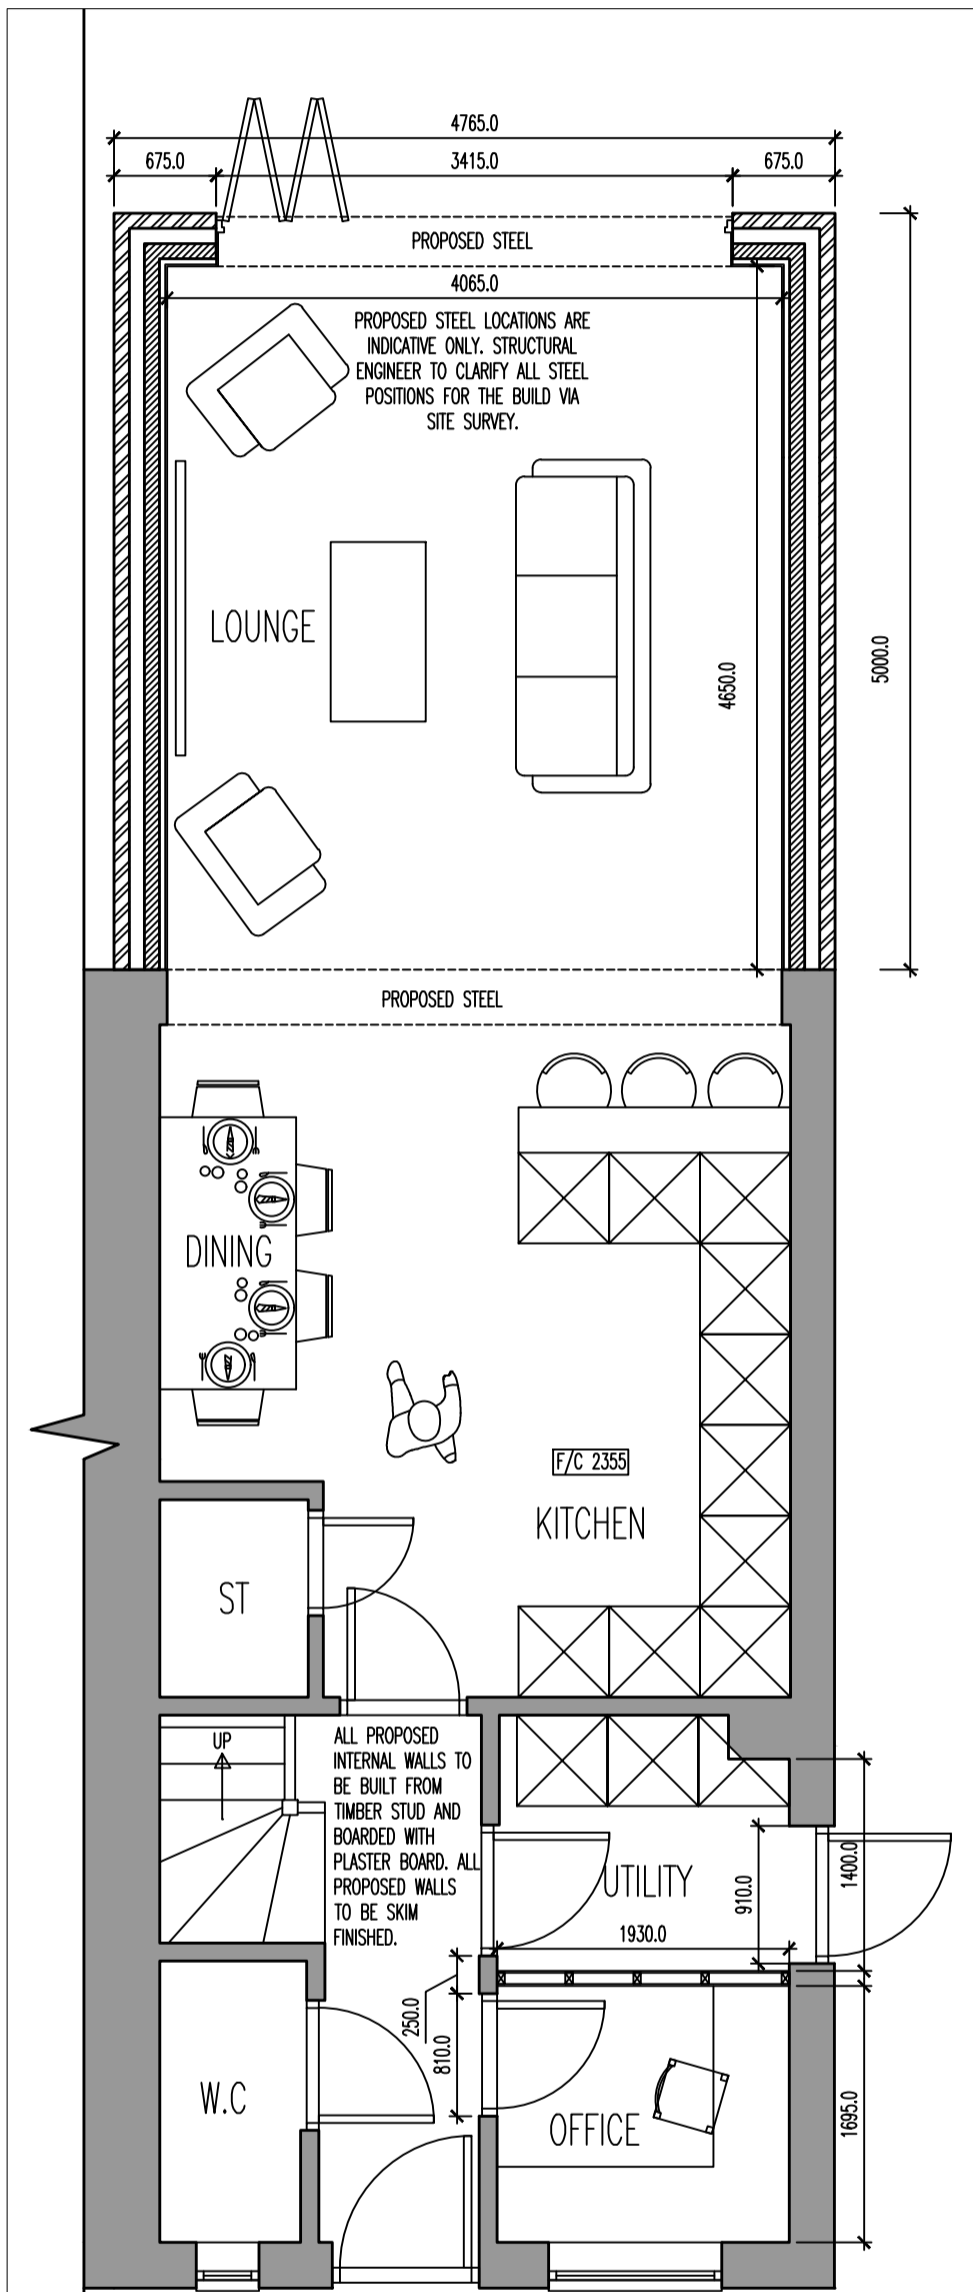 4765.0
675.0
3415.0
675.0
PROPOSED STEEL
4065.0
PROPOSED STEEL LOCATIONS ARE
INDICATIVE ONLY. STRUCTURAL
ENGINEER TO CLARIFY ALL STEEL
POSITIONS FOR THE BUILD VIA
SITE SURVEY.
LOUNGE
4650.0
5000.0
PROPOSED STEEL
DINING
F/C 2355
KITCHEN
ST
UP
ALL PROPOSED
INTERNAL WALLS TO
BE BUILT FROM
TIMBER STUD AND
BOARDED WITH
PLASTER BOARD. ALL
PROPOSED WALLS
TO BE SKIM
FINISHED.
UTILITY
910.0
1400.0
1930.0
250.0
810.0
W.C
OFFICE
1695.0